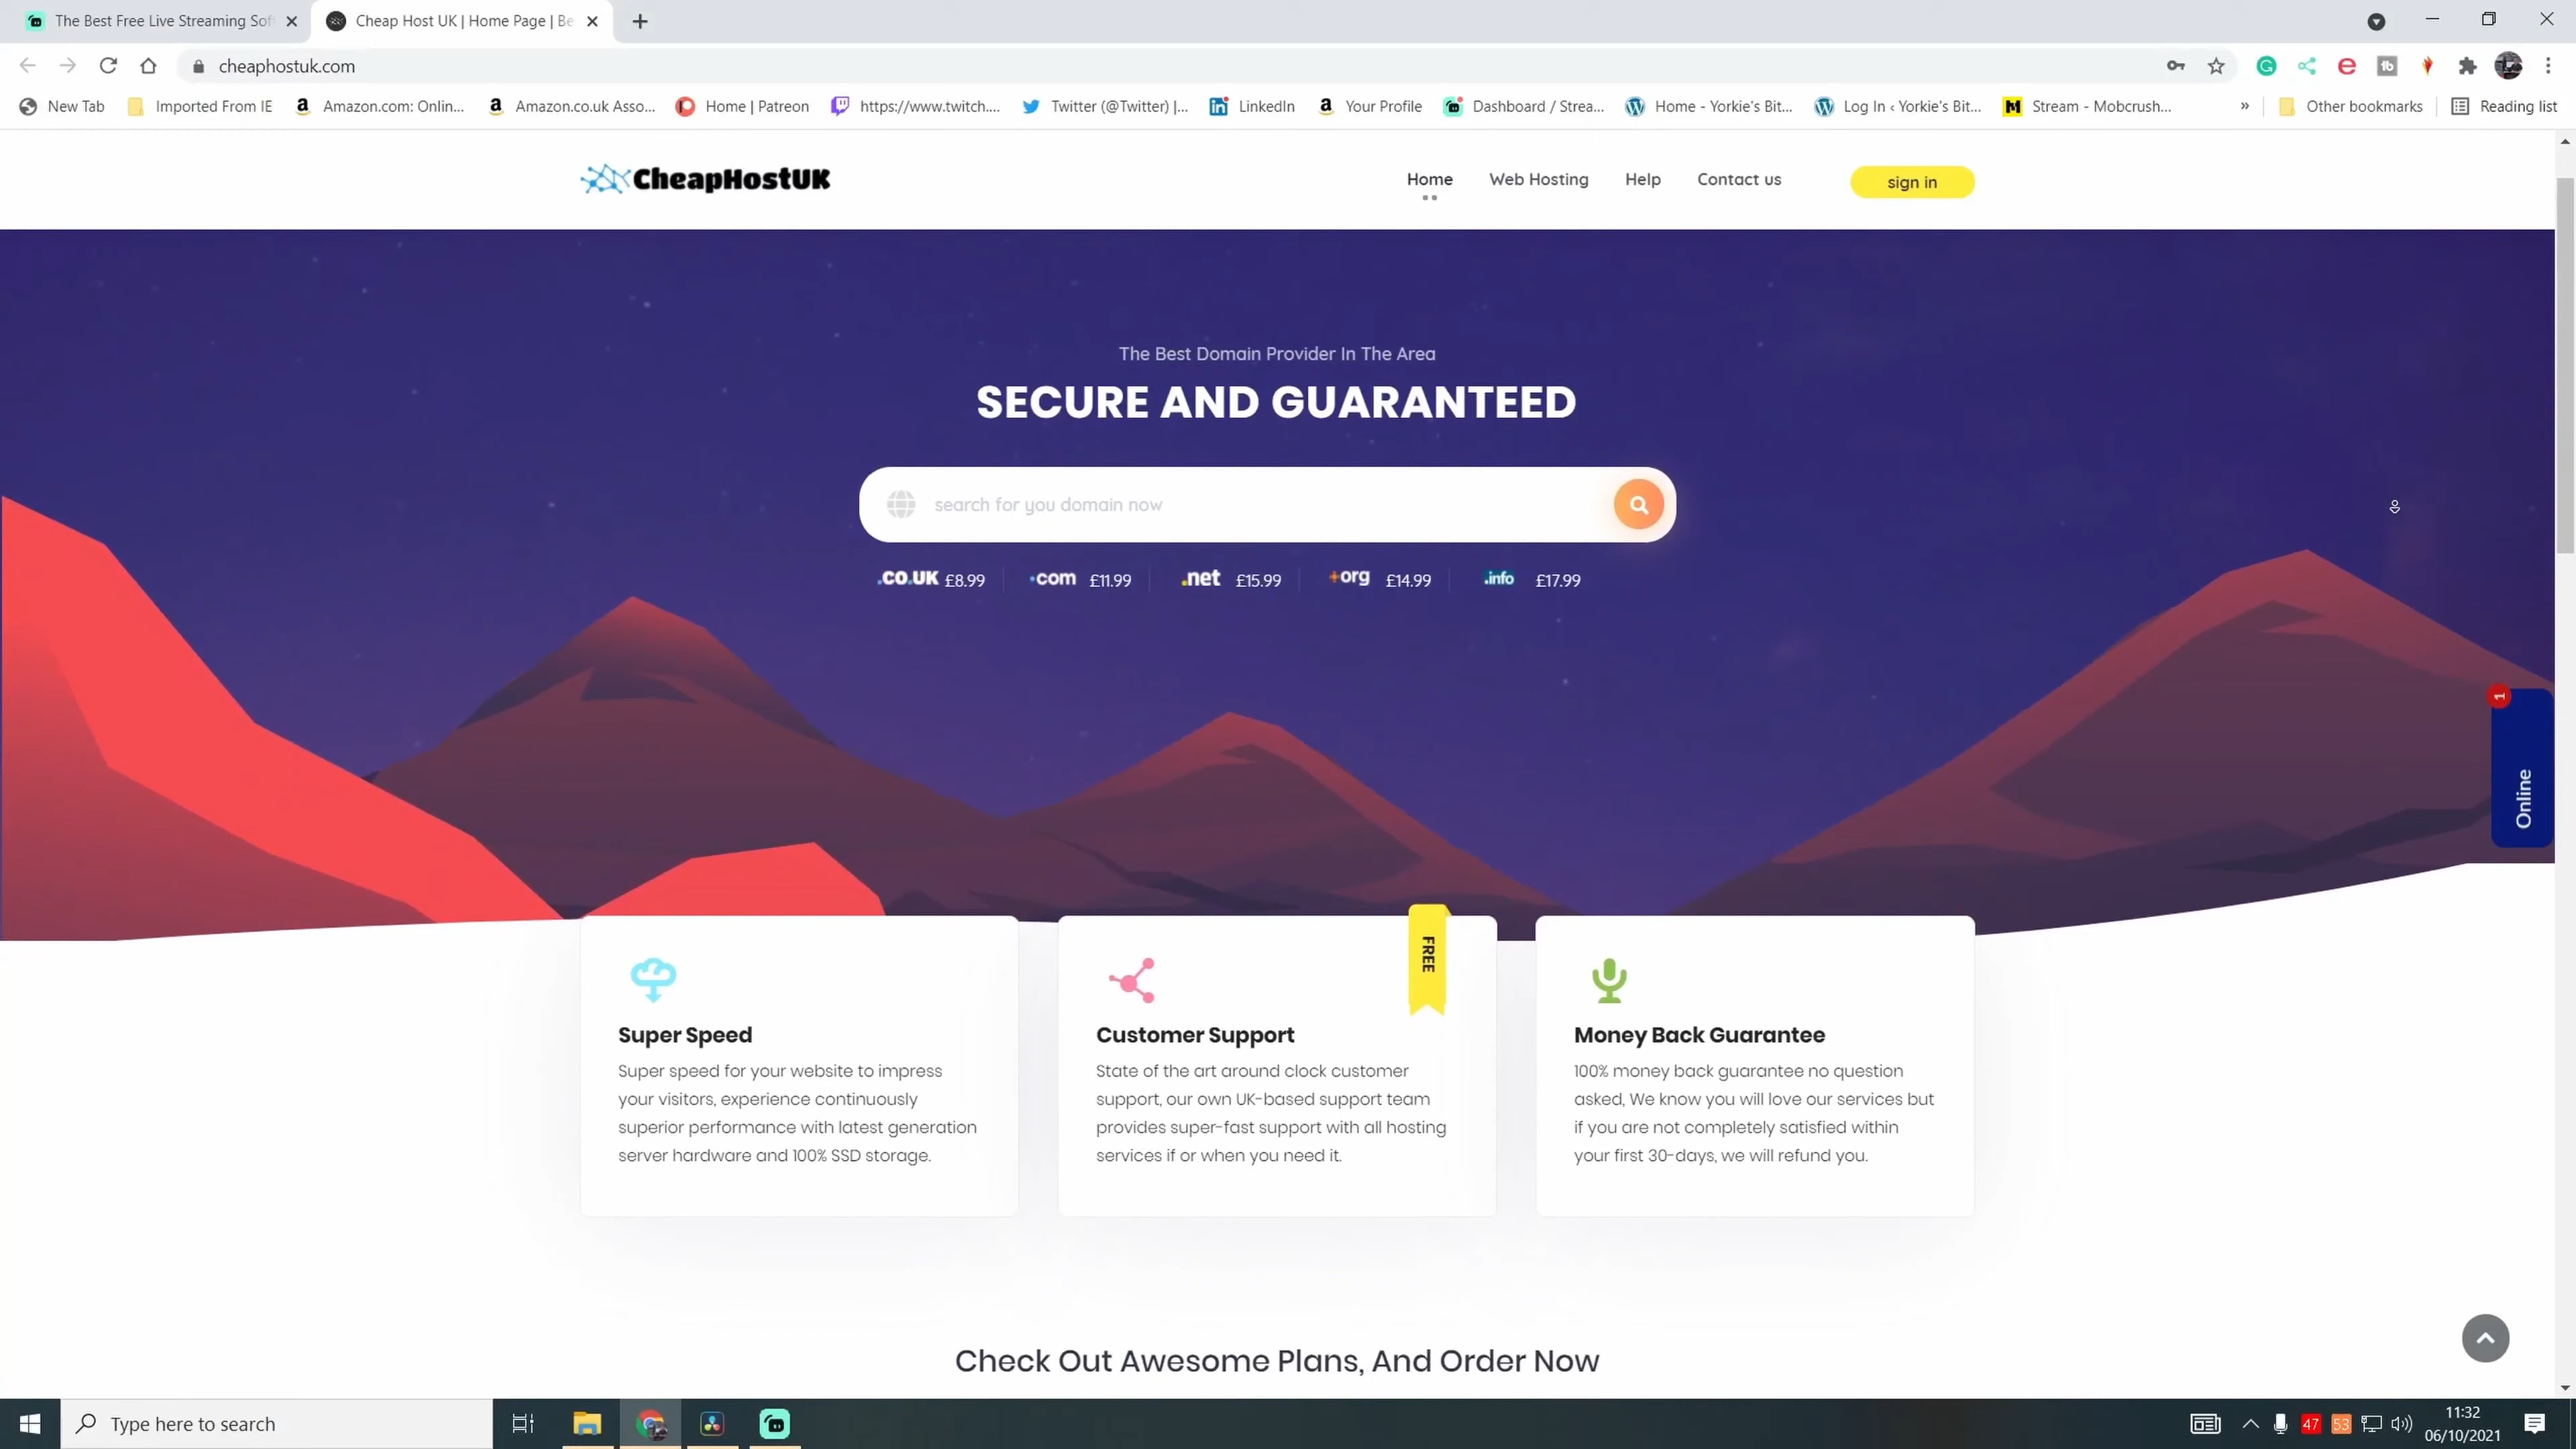 The Best Free Live Streaming Sof
Cheap Host UK | Home Page | Be
cheaphostuk.com
New Tab
Imported From IE
Amazon.com: Onlin...
Amazon.co.uk Asso...
Home | Patreon
https://www.twitch....
Twitter (@Twitter) |...
LinkedIn
Your Profile
Dashboard / Strea...
Home - Yorkie's Bit...
Log In ‹ Yorkie's Bit...
Stream - Mobcrush...
»
Other bookmarks
Reading list
CheapHostUK
Home
Web Hosting
Help
Contact us
sign in
The Best Domain Provider In The Area
SECURE AND GUARANTEED
search for you domain now
.CO.UK £8.99
.com £11.99
.net £15.99
.org £14.99
.info £17.99
1
Online
FREE
Super Speed
Super speed for your website to impress
your visitors, experience continuously
superior performance with latest generation
server hardware and 100% SSD storage.
Customer Support
State of the art around clock customer
support, our own UK-based support team
provides super-fast support with all hosting
services if or when you need it.
Money Back Guarantee
100% money back guarantee no question
asked, We know you will love our services but
if you are not completely satisfied within
your first 30-days, we will refund you.
Check Out Awesome Plans, And Order Now
Type here to search
47
53
11:32
06/10/2021